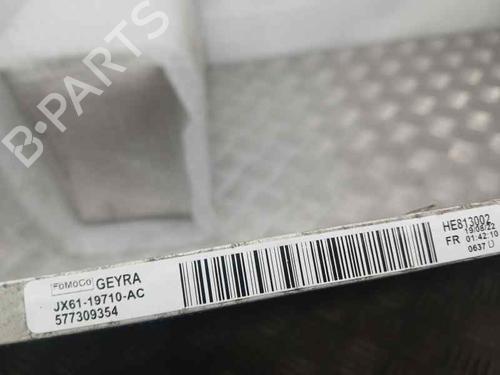 B-PARTS
FoMoCo GEYRA
JX61-19710-AC
577309354
HE813002
FR 19/08/22
01:42:10
0637